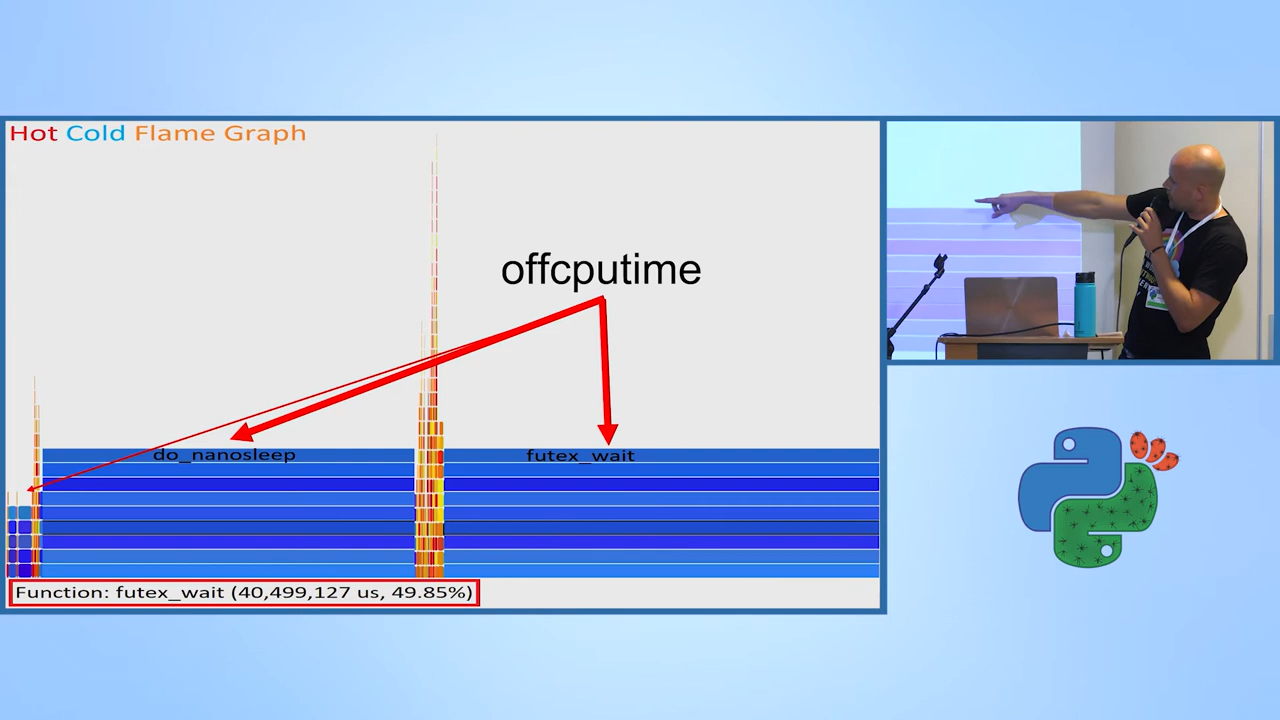 Hot Cold Flame Graph
offcputime
do_nanosleep
futex_wait
Function: futex_wait (40,499,127 us, 49.85%)